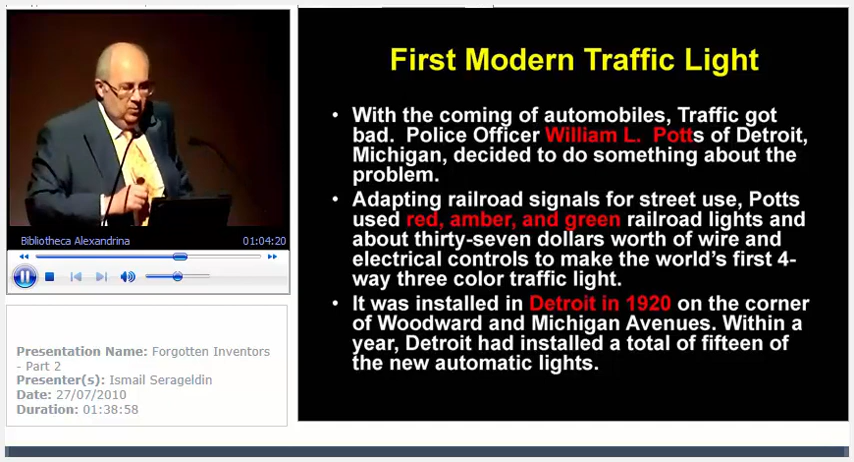 Bibliotheca Alexandrina 01:04:20
Presentation Name: Forgotten Inventors
- Part 2
Presenter(s): Ismail Serageldin
Date: 27/07/2010
Duration: 01:38:58
First Modern Traffic Light
• With the coming of automobiles, Traffic got
bad. Police Officer William L. Potts of Detroit,
Michigan, decided to do something about the
problem.
• Adapting railroad signals for street use, Potts
used red, amber, and green railroad lights and
about thirty-seven dollars worth of wire and
electrical controls to make the world's first 4-
way three color traffic light.
• It was installed in Detroit in 1920 on the corner
of Woodward and Michigan Avenues. Within a
year, Detroit had installed a total of fifteen of
the new automatic lights.